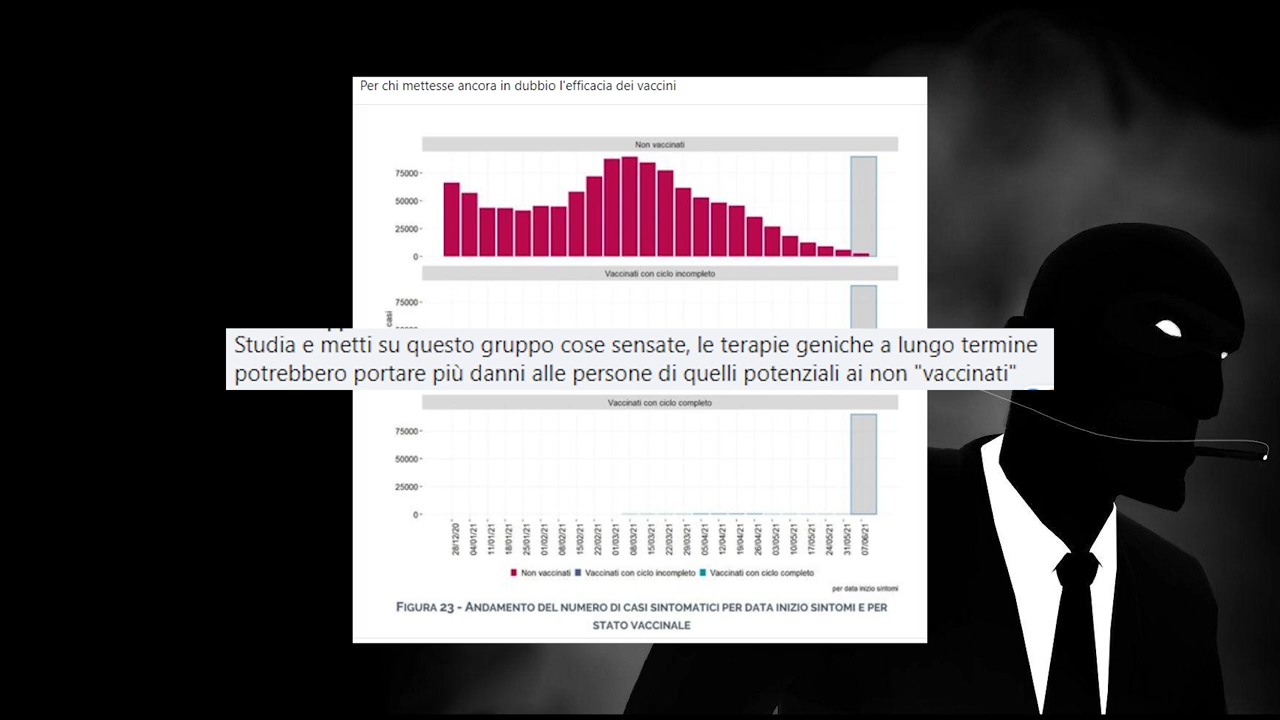 Per chi mettesse ancora in dubbio l'efficacia dei vaccini
Non vaccinati
75000
50000
25000
0
Vaccinati con ciclo incompleto
75000
casi
Studia e metti su questo gruppo cose sensate, le terapie geniche a lungo termine
potrebbero portare più danni alle persone di quelli potenziali ai non "vaccinati"
Vaccinati con ciclo completo
75000
50000
25000
0
28/12/20 04/01/21 11/01/21 18/01/21 25/01/21 01/02/21 08/02/21 15/02/21 22/02/21 01/03/21 08/03/21 15/03/21 22/03/21 29/03/21 05/04/21 12/04/21 19/04/21 26/04/21 03/05/21 10/05/21 17/05/21 24/05/21 31/05/21 07/06/21
Non vaccinati Vaccinati con ciclo incompleto Vaccinati con ciclo completo
per data inizio sintomi
FIGURA 23 - ANDAMENTO DEL NUMERO DI CASI SINTOMATICI PER DATA INIZIO SINTOMI E PER
STATO VACCINALE